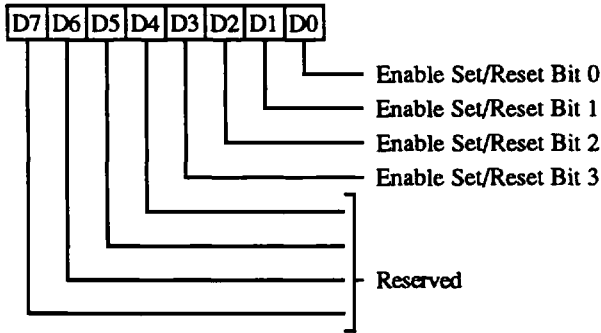 D7 D6 D5 D4 D3 D2 D1 D0
Enable Set/Reset Bit 0
Enable Set/Reset Bit 1
Enable Set/Reset Bit 2
Enable Set/Reset Bit 3
Reserved